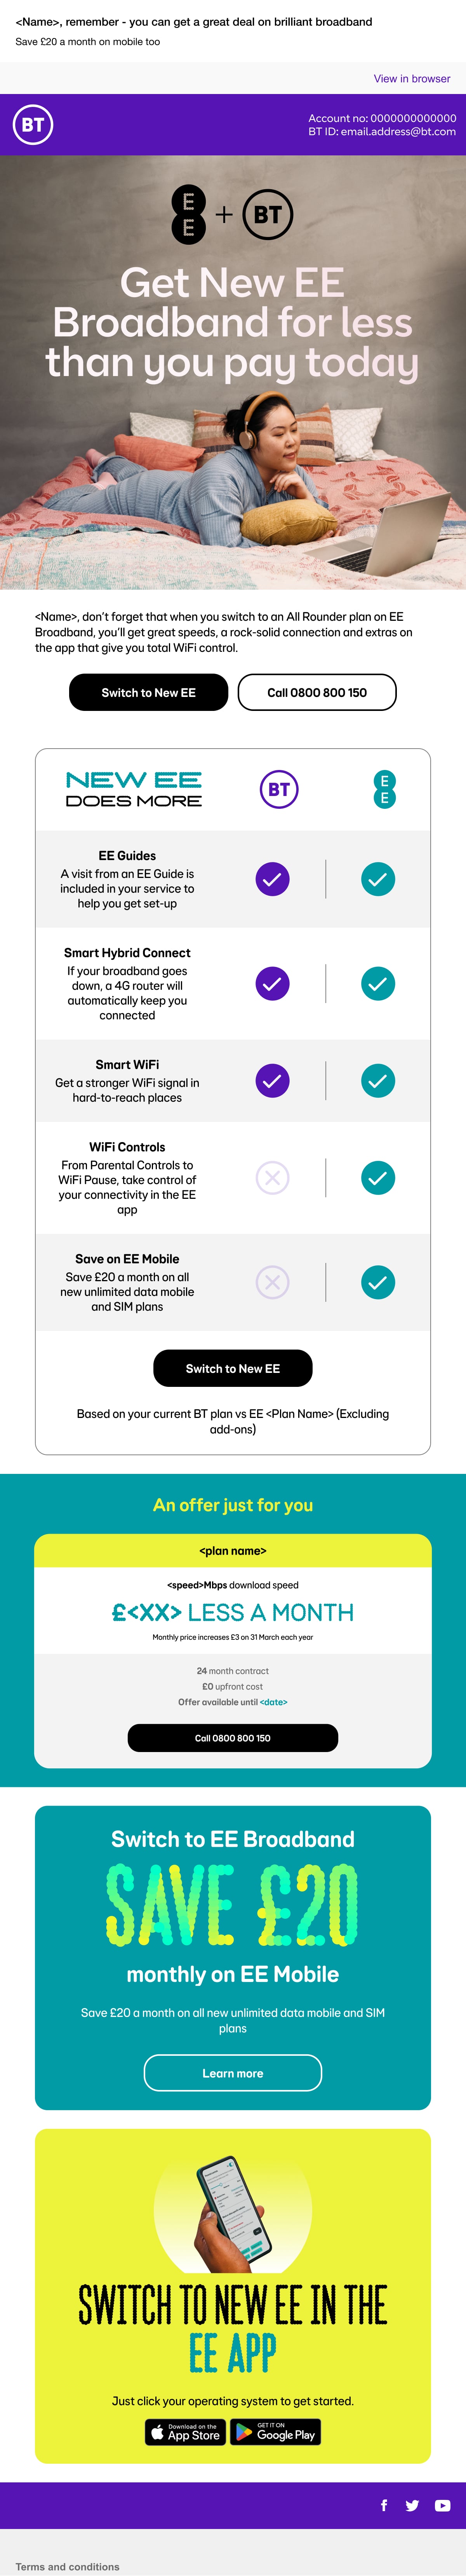 <Name>, remember - you can get a great deal on brilliant broadband
Save £20 a month on mobile too
View in browser
BT
Account no: 0000000000000
BT ID: email.address@bt.com
E
E
+
BT
Get New EE
Broadband for less
than you pay today
<Name>, don’t forget that when you switch to an All Rounder plan on EE
Broadband, you’ll get great speeds, a rock-solid connection and extras on
the app that give you total WiFi control.
Switch to New EE
Call 0800 800 150
NEW EE
DOES MORE
BT
E
E
EE Guides
A visit from an EE Guide is
included in your service to
help you get set-up
Smart Hybrid Connect
If your broadband goes
down, a 4G router will
automatically keep you
connected
Smart WiFi
Get a stronger WiFi signal in
hard-to-reach places
WiFi Controls
From Parental Controls to
WiFi Pause, take control of
your connectivity in the EE
app
Save on EE Mobile
Save £20 a month on all
new unlimited data mobile
and SIM plans
Switch to New EE
Based on your current BT plan vs EE <Plan Name> (Excluding
add-ons)
An offer just for you
<plan name>
<speed>Mbps download speed
£<XX> LESS A MONTH
Monthly price increases £3 on 31 March each year
24 month contract
£0 upfront cost
Offer available until <date>
Call 0800 800 150
Switch to EE Broadband
SAVE £20
monthly on EE Mobile
Save £20 a month on all new unlimited data mobile and SIM
plans
Learn more
SWITCH TO NEW EE IN THE
EE APP
Just click your operating system to get started.
Download on the
App Store
GET IT ON
Google Play
Terms and conditions